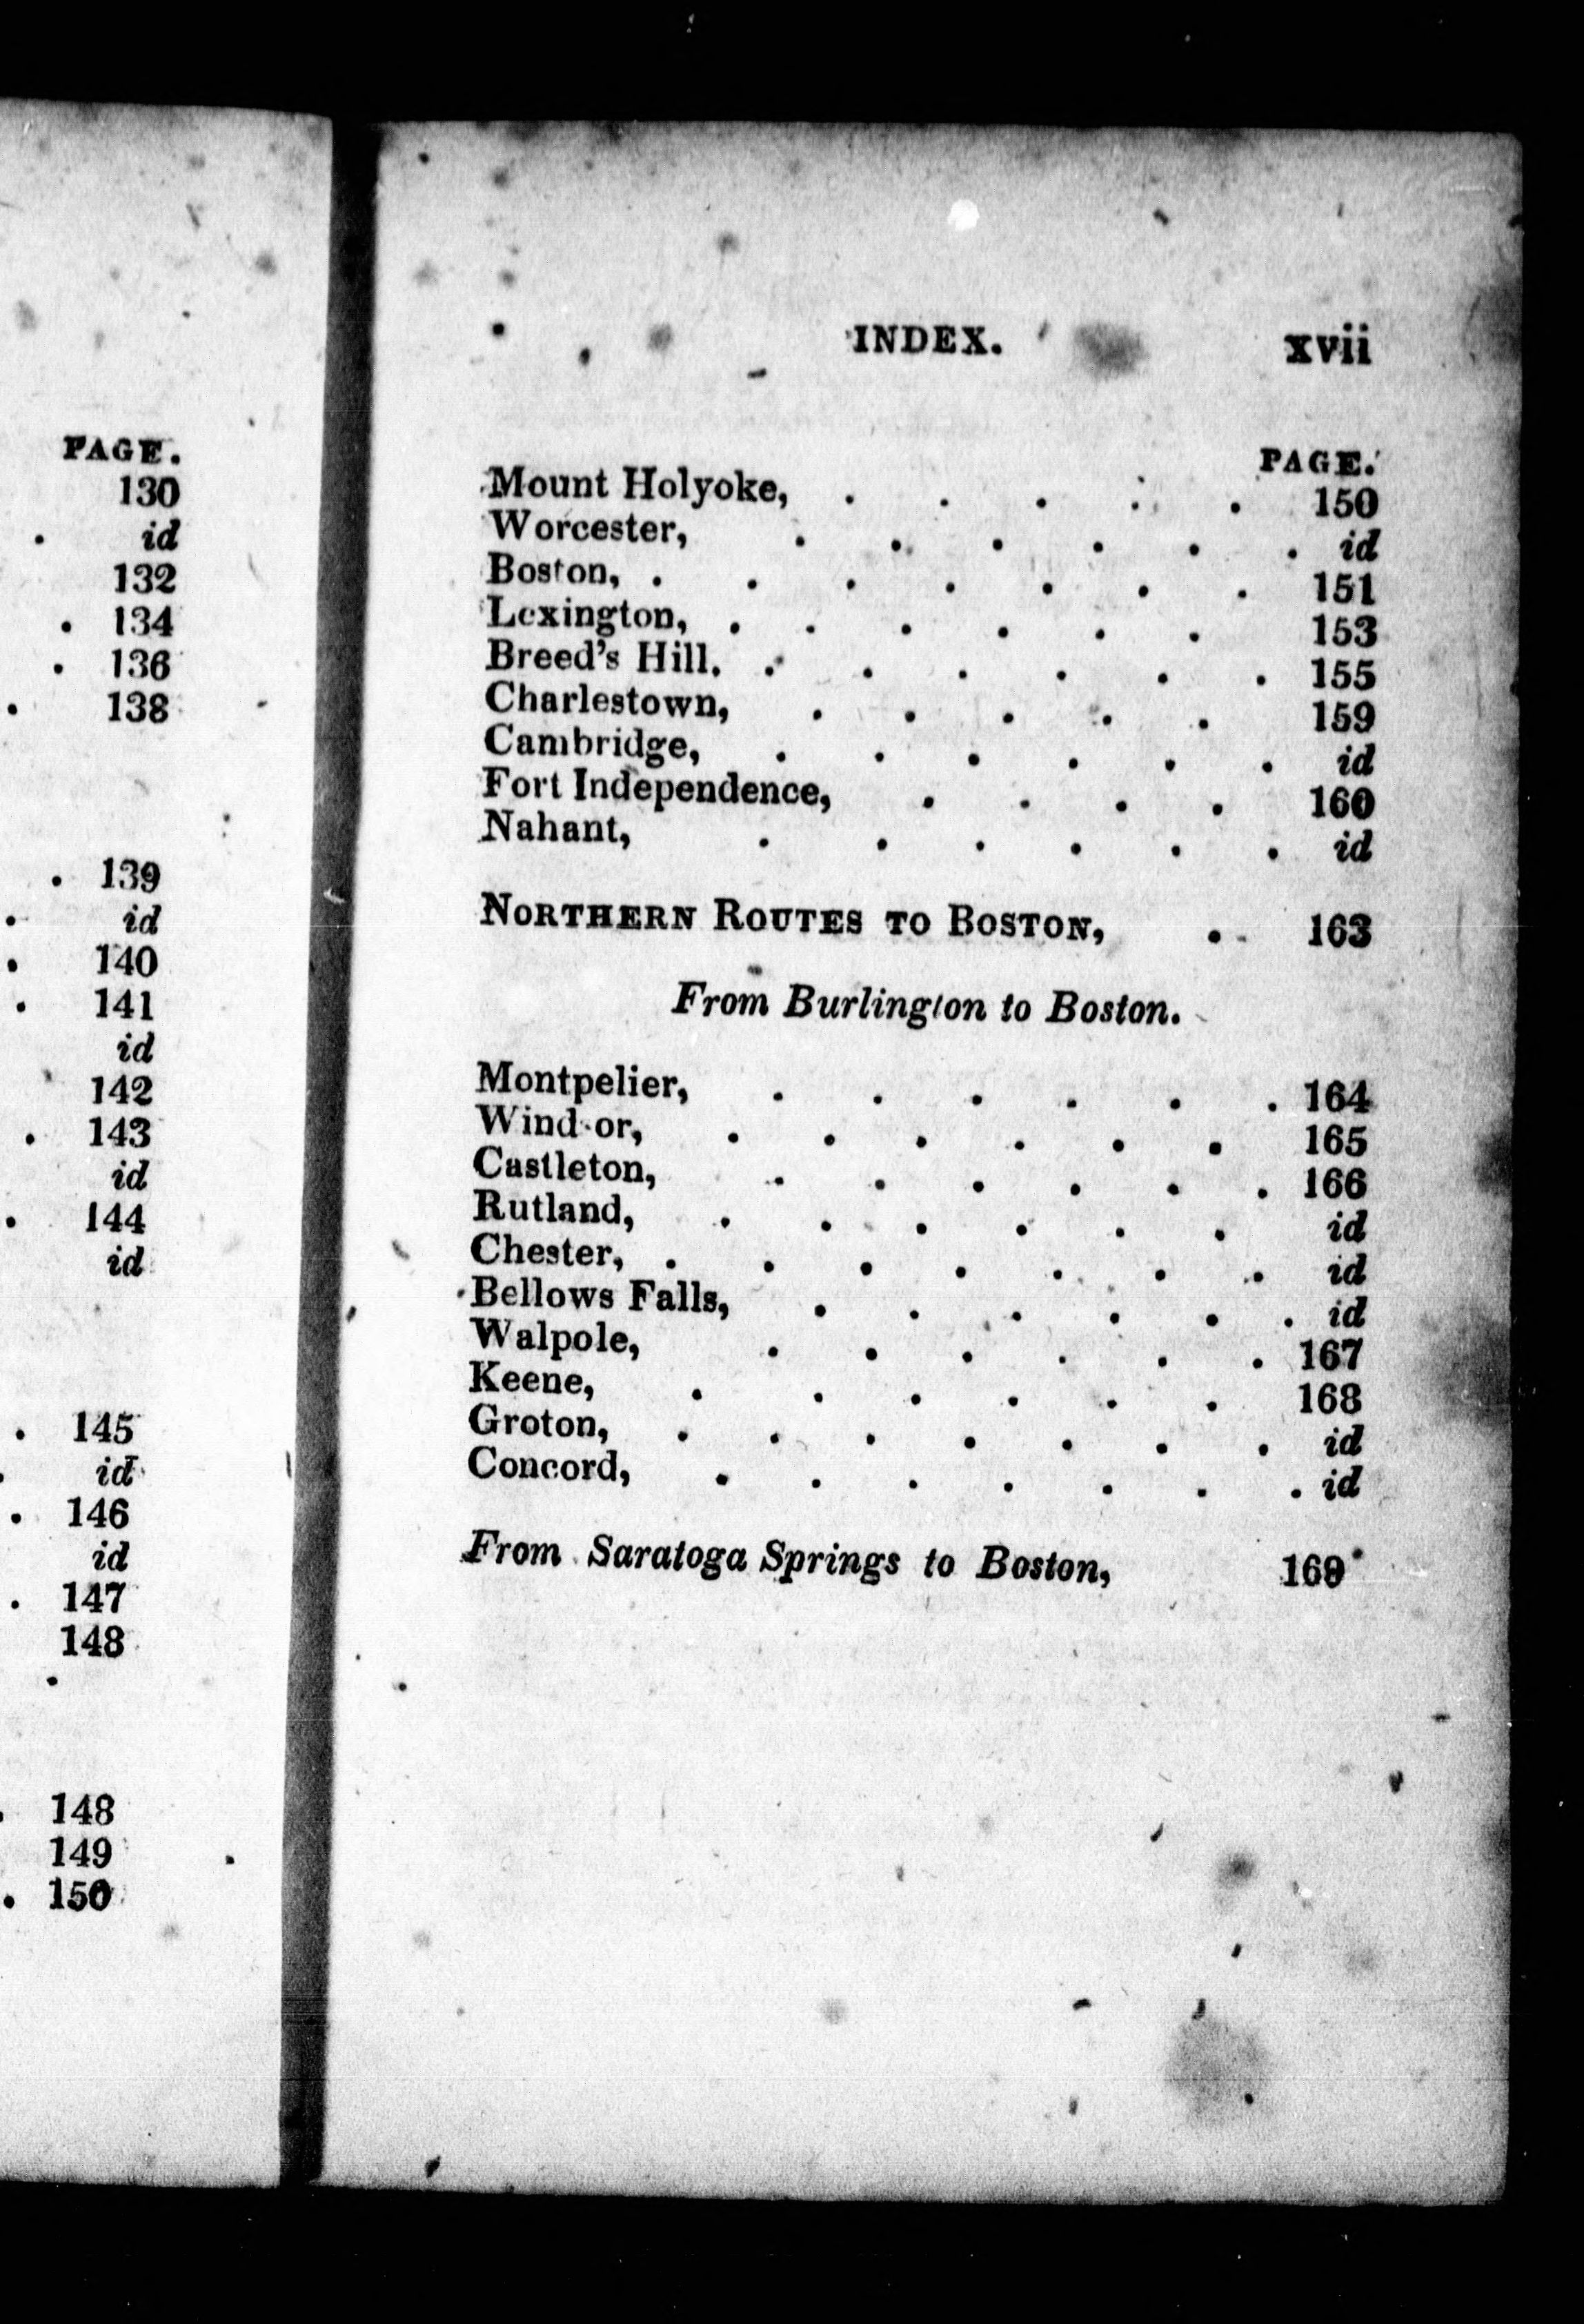 PAGE.
130
. id
132
. 134
. 136
. 138
. 139
. id
. 140
. 141
id
142
. 143
id
. 144
id
. 145
. id
. 146
id
. 147
148
. 148
149
. 150
INDEX. xvii
PAGE.
Mount Holyoke, . . . . . 150
Worcester, . . . . . . id
Boston, . . . . . . . 151
Lexington, . . . . . . 153
Breed's Hill. . . . . . . 155
Charlestown, . . . . . 159
Cambridge, . . . . . . id
Fort Independence, . . . . 160
Nahant, . . . . . . id
NORTHERN ROUTES TO BOSTON, . 163
From Burlington to Boston.
Montpelier, . . . . . . 164
Windsor, . . . . . . 165
Castleton, . . . . . . 166
Rutland, . . . . . . id
Chester, . . . . . . . id
Bellows Falls, . . . . . . id
Walpole, . . . . . . 167
Keene, . . . . . . 168
Groton, . . . . . . . id
Concord, . . . . . . . id
From Saratoga Springs to Boston, 169